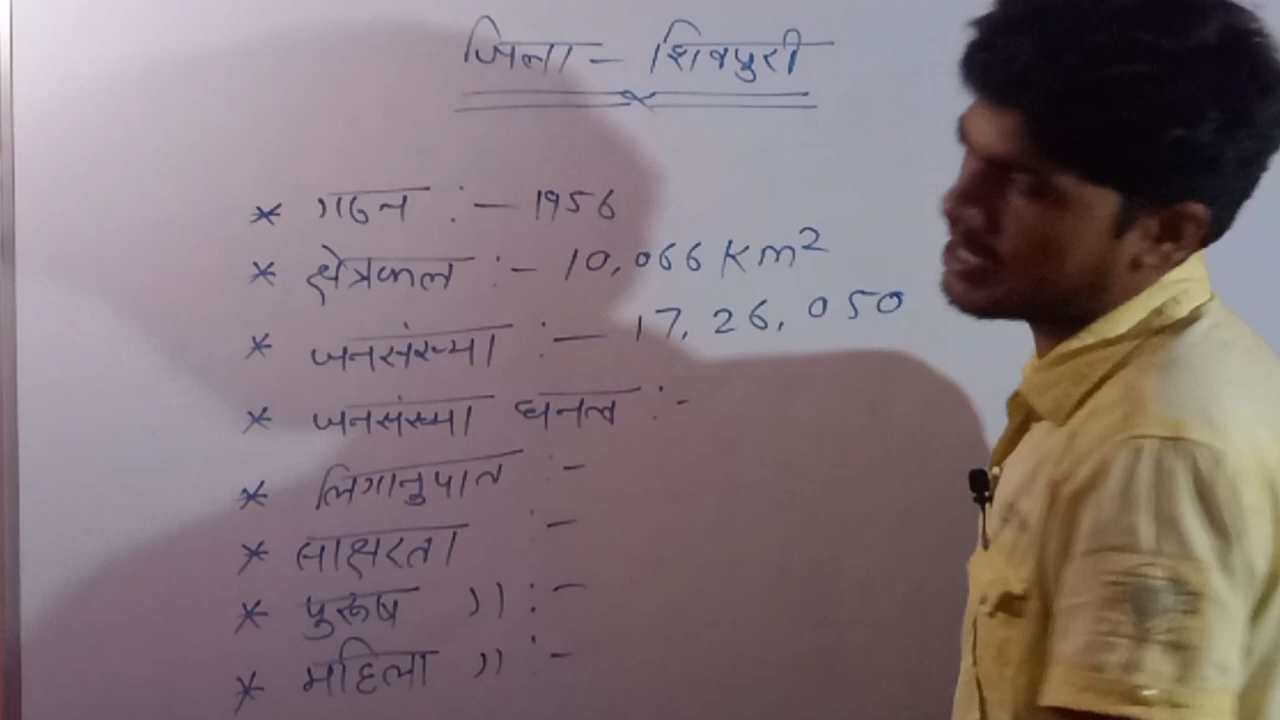 जिला - शिवपुरी
* गठन :- 1956
* क्षेत्रफल :- 10,066 Km²
* जनसंख्या :- 17,26,050
* जनसंख्या घनत्व :-
* लिगानुपात :-
* साक्षरता :-
* पुरूष )) :-
* महिला )) :-